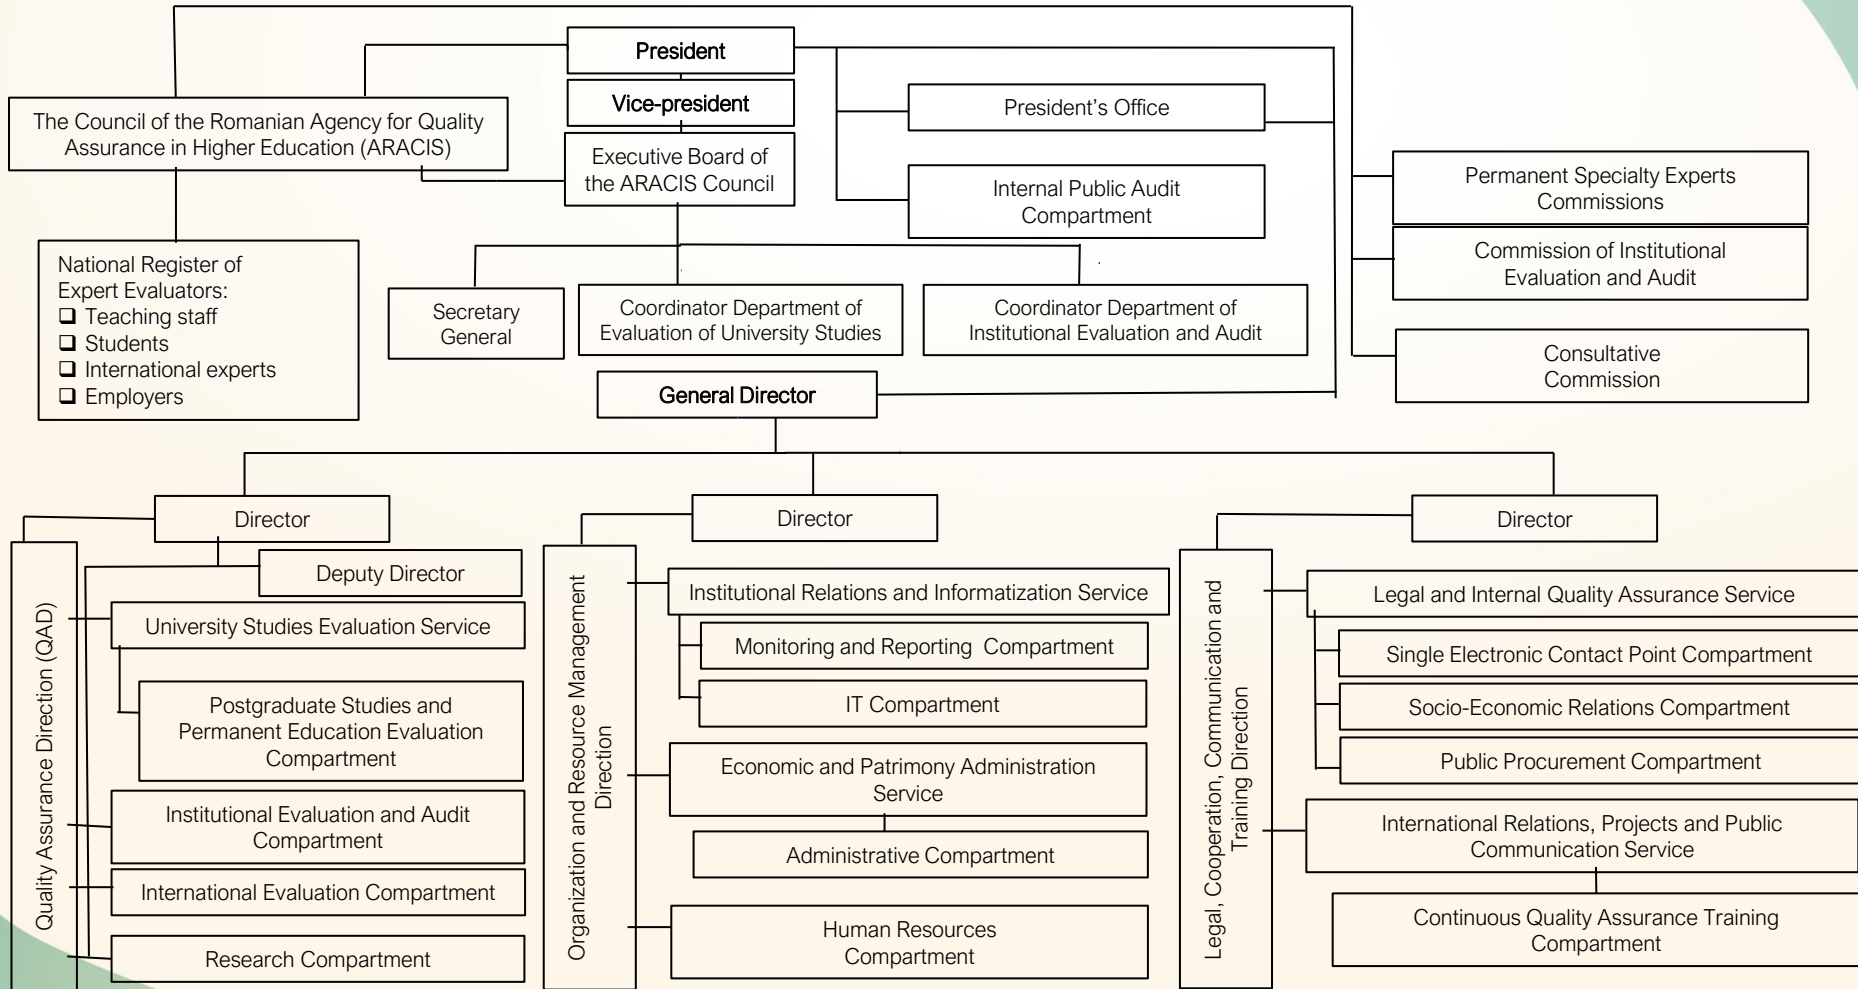 President
Vice-president
The Council of the Romanian Agency for Quality
Assurance in Higher Education (ARACIS)
Executive Board of
the ARACIS Council
President’s Office
Internal Public Audit
Compartment
Permanent Specialty Experts
Commissions
Commission of Institutional
Evaluation and Audit
Consultative
Commission
National Register of
Expert Evaluators:
❑ Teaching staff
❑ Students
❑ International experts
❑ Employers
Secretary
General
Coordinator Department of
Evaluation of University Studies
Coordinator Department of
Institutional Evaluation and Audit
General Director
Director
Deputy Director
Quality Assurance Direction (QAD)
University Studies Evaluation Service
Postgraduate Studies and
Permanent Education Evaluation
Compartment
Institutional Evaluation and Audit
Compartment
International Evaluation Compartment
Research Compartment
Director
Organization and Resource Management
Direction
Institutional Relations and Informatization Service
Monitoring and Reporting Compartment
IT Compartment
Economic and Patrimony Administration
Service
Administrative Compartment
Human Resources
Compartment
Director
Legal, Cooperation, Communication and
Training Direction
Legal and Internal Quality Assurance Service
Single Electronic Contact Point Compartment
Socio-Economic Relations Compartment
Public Procurement Compartment
International Relations, Projects and Public
Communication Service
Continuous Quality Assurance Training
Compartment